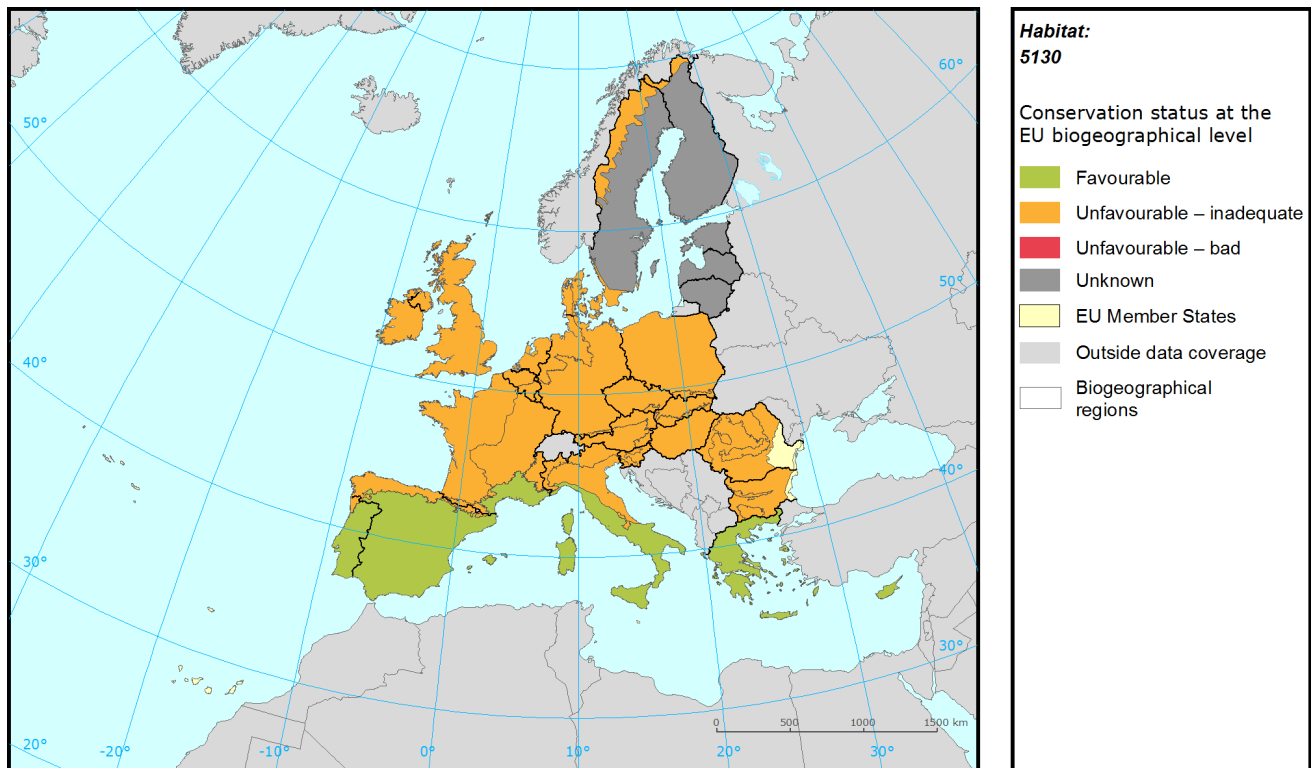 60°
50°
50°
40°
40°
30°
30°
20°
-20°
-10°
0°
10°
20°
30°
0
500
1000
1500 km
Habitat:
5130
Conservation status at the
EU biogeographical level
Favourable
Unfavourable – inadequate
Unfavourable – bad
Unknown
EU Member States
Outside data coverage
Biogeographical
regions